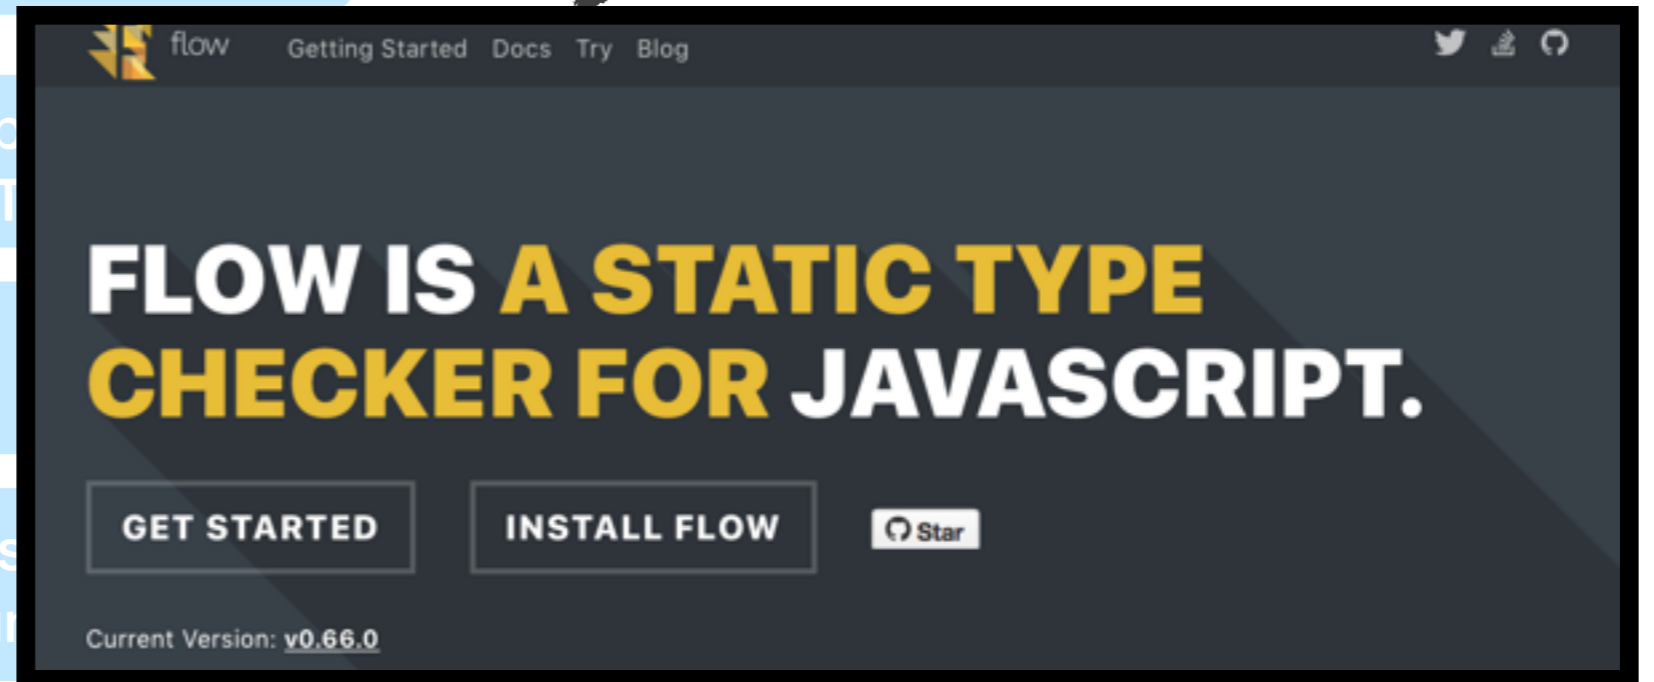 flow Getting Started Docs Try Blog
FLOW IS A STATIC TYPE
CHECKER FOR JAVASCRIPT.
GET STARTED INSTALL FLOW Star
Current Version: v0.66.0